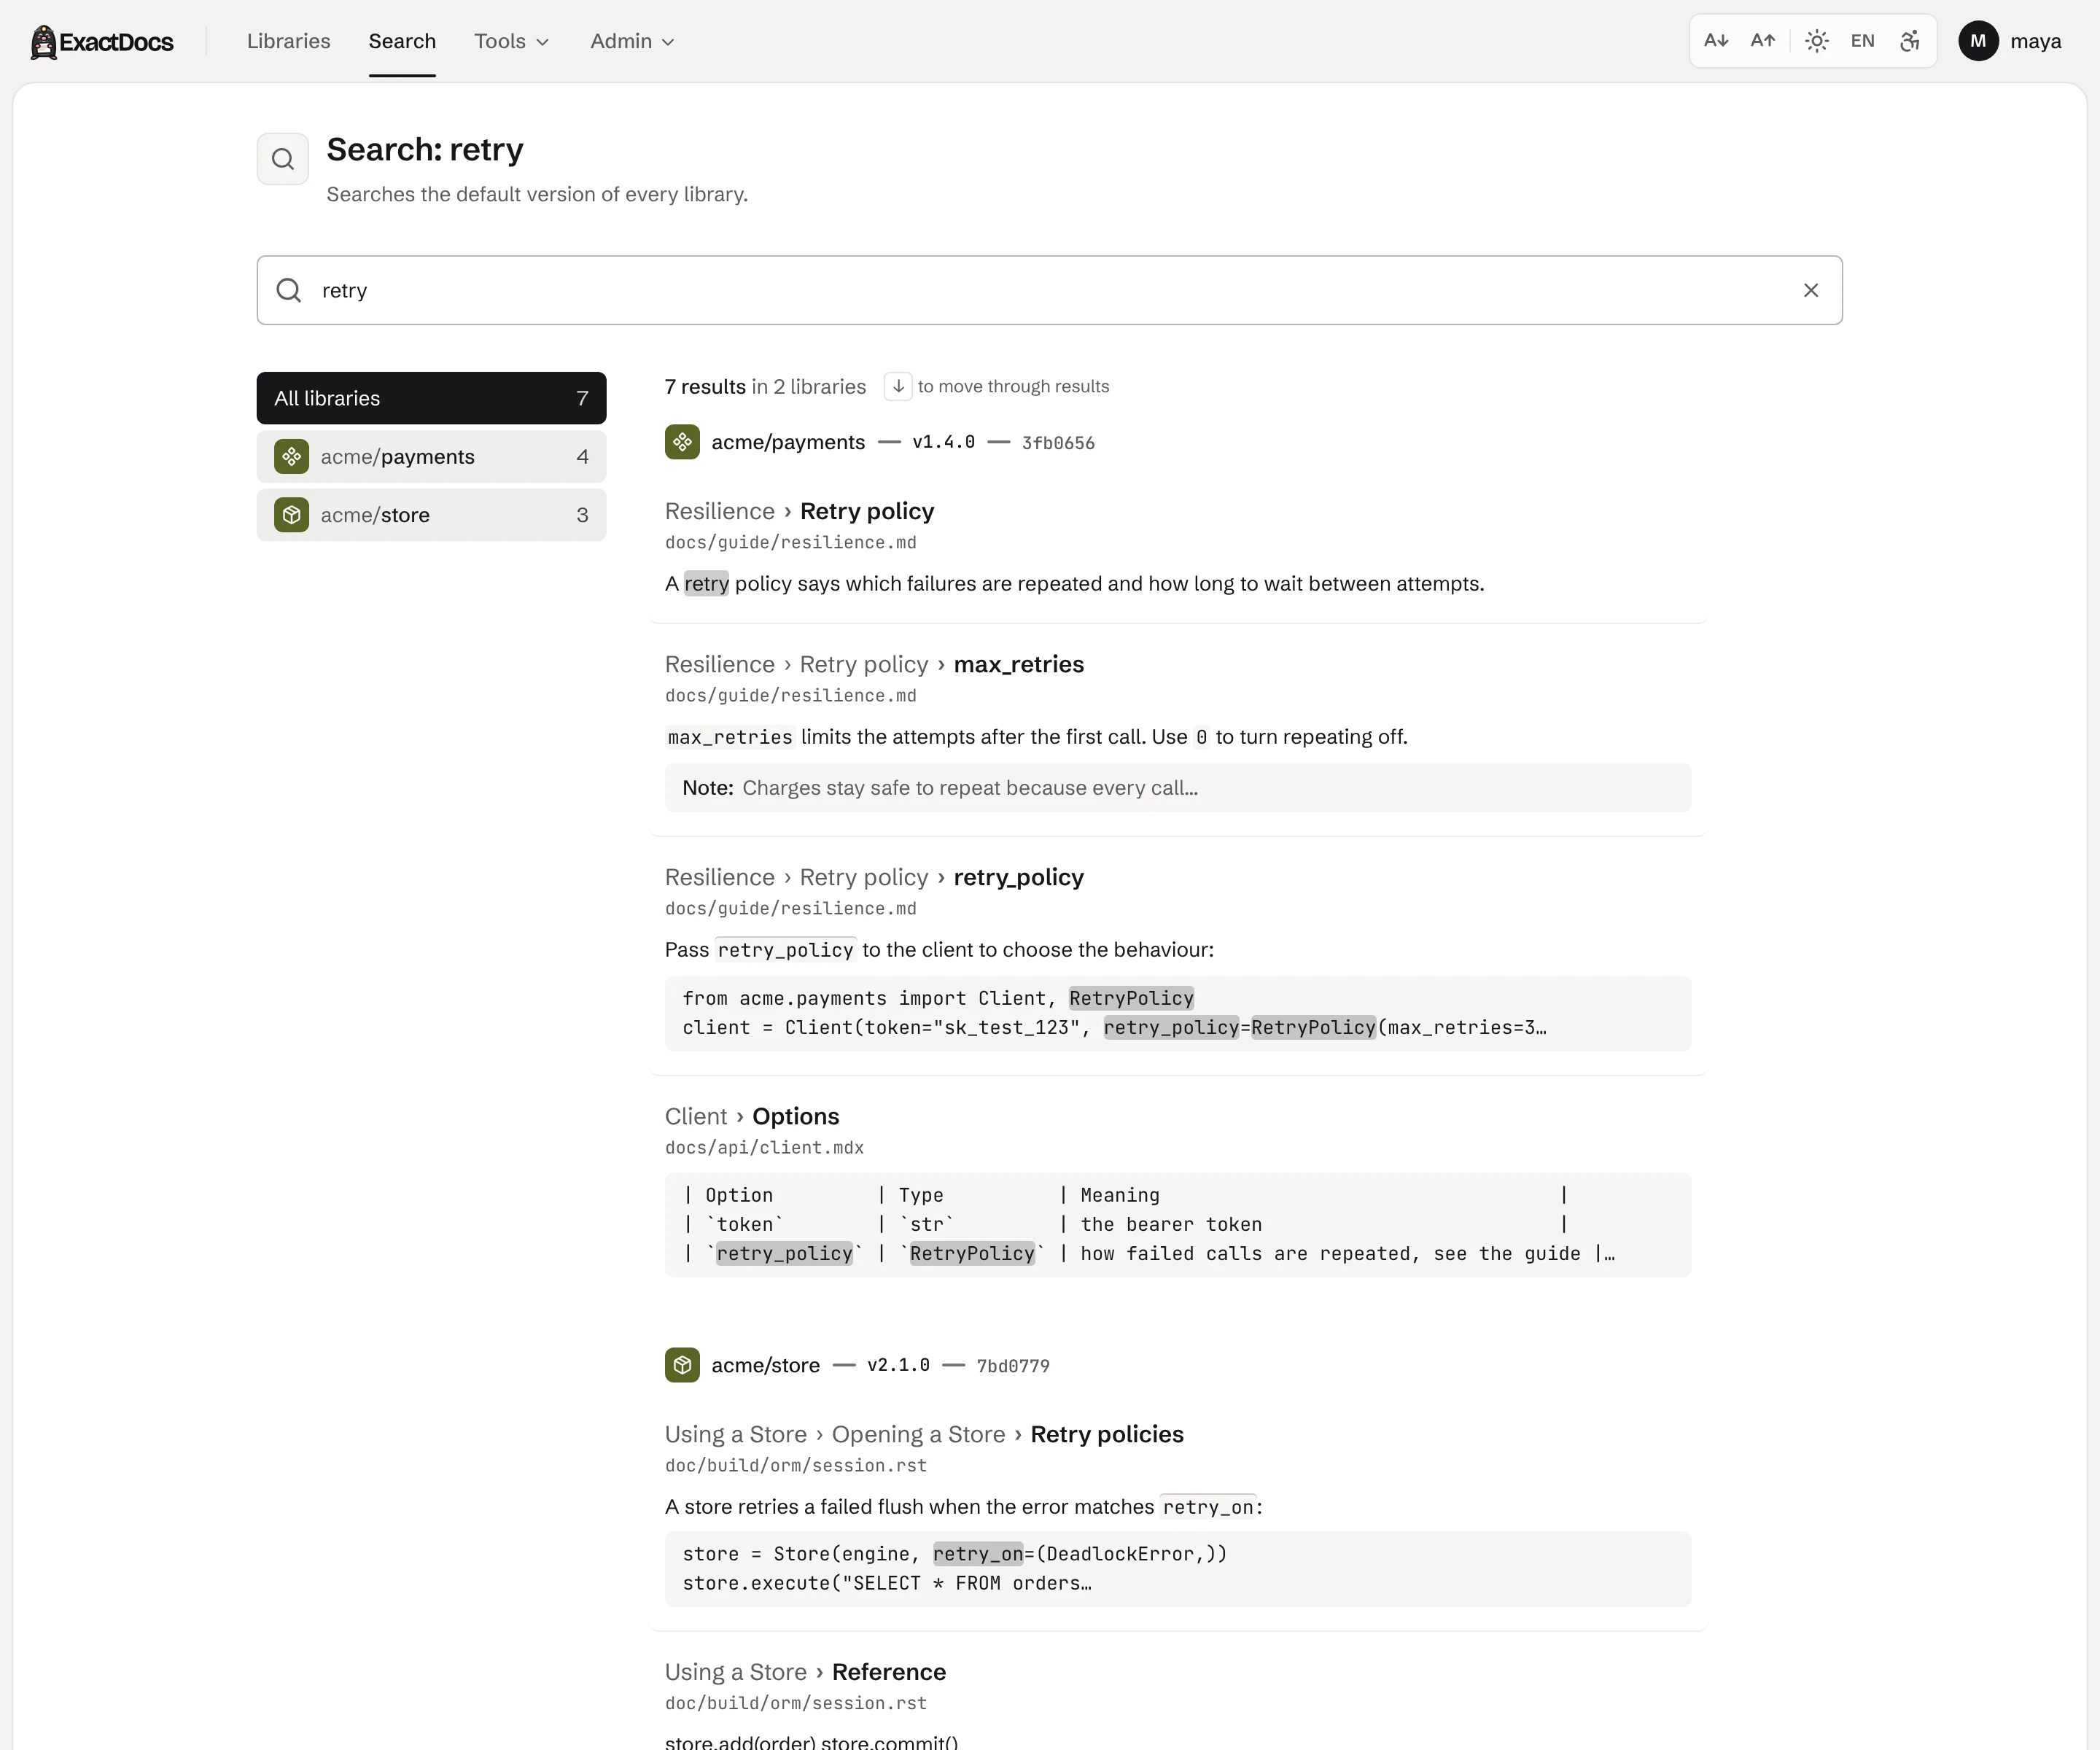 ExactDocs
Libraries
Search
Tools
Admin
A↓
A↑
EN
M
maya
Search: retry
Searches the default version of every library.
retry
All libraries 7
acme/payments 4
acme/store 3
7 results in 2 libraries ↓ to move through results
acme/payments — v1.4.0 — 3fb0656
Resilience › Retry policy
docs/guide/resilience.md
A retry policy says which failures are repeated and how long to wait between attempts.
Resilience › Retry policy › max_retries
docs/guide/resilience.md
max_retries limits the attempts after the first call. Use 0 to turn repeating off.
Note: Charges stay safe to repeat because every call…
Resilience › Retry policy › retry_policy
docs/guide/resilience.md
Pass retry_policy to the client to choose the behaviour:
from acme.payments import Client, RetryPolicy
client = Client(token="sk_test_123", retry_policy=RetryPolicy(max_retries=3…
Client › Options
docs/api/client.mdx
| Option         | Type          | Meaning                                   |
| `token`        | `str`         | the bearer token                          |
| `retry_policy` | `RetryPolicy` | how failed calls are repeated, see the guide |…
acme/store — v2.1.0 — 7bd0779
Using a Store › Opening a Store › Retry policies
doc/build/orm/session.rst
A store retries a failed flush when the error matches retry_on:
store = Store(engine, retry_on=(DeadlockError,))
store.execute("SELECT * FROM orders…
Using a Store › Reference
doc/build/orm/session.rst
store.add(order) store.commit()